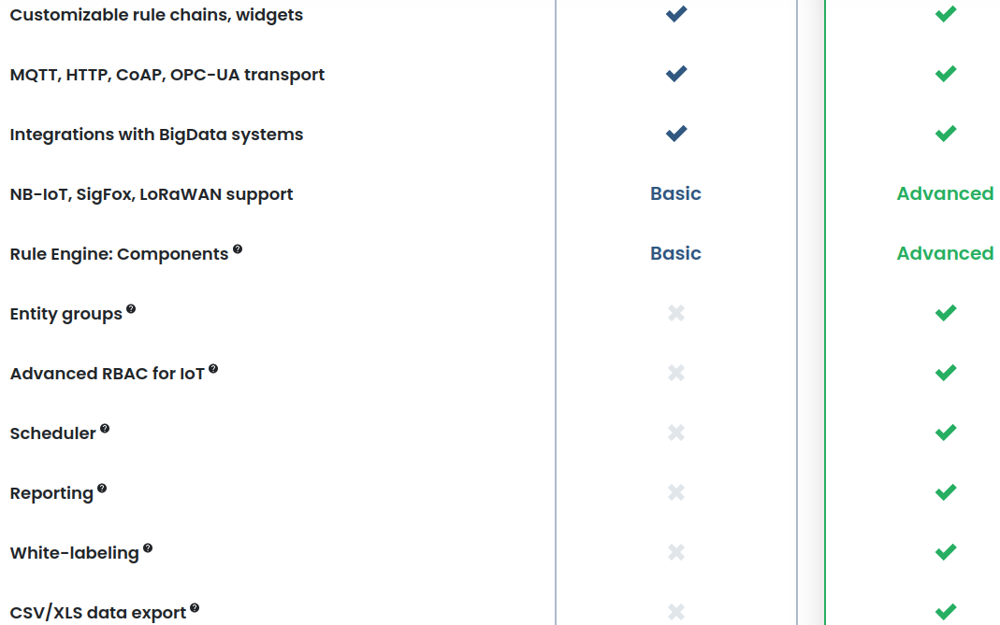 Customizable rule chains, widgets
MQTT, HTTP, CoAP, OPC-UA transport
Integrations with BigData systems
NB-IoT, SigFox, LoRaWAN support Basic Advanced
Rule Engine: Components ? Basic Advanced
Entity groups ?
Advanced RBAC for IoT ?
Scheduler ?
Reporting ?
White-labeling ?
CSV/XLS data export ?